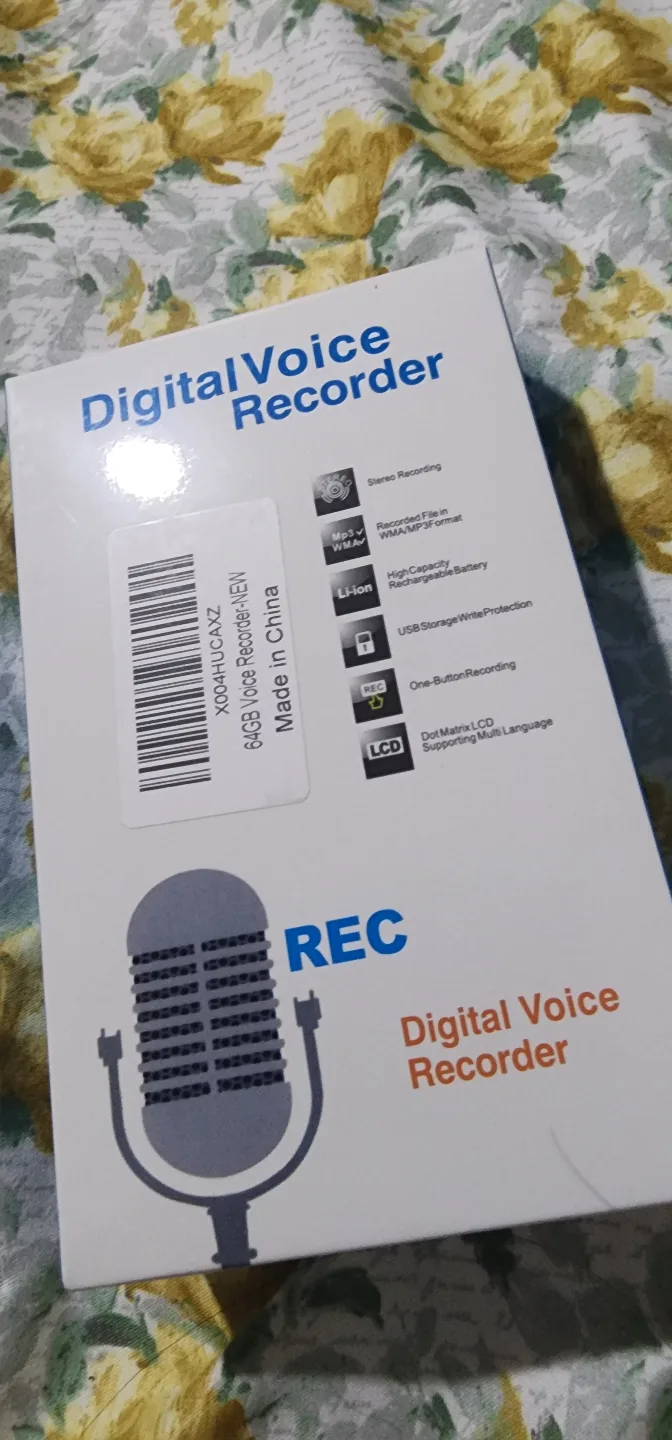 Digital Voice
Recorder
STEREO
Stereo Recording
Mp3✓
WMA✓
Recorded File in
WMA/MP3 Format
Li-ion
High Capacity
Rechargeable Battery
USB Storage Write Protection
REC
One-Button Recording
LCD
Dot Matrix LCD
Supporting Multi Language
X004HUCAXZ
64GB Voice Recorder-NEW
Made in China
REC
Digital Voice
Recorder